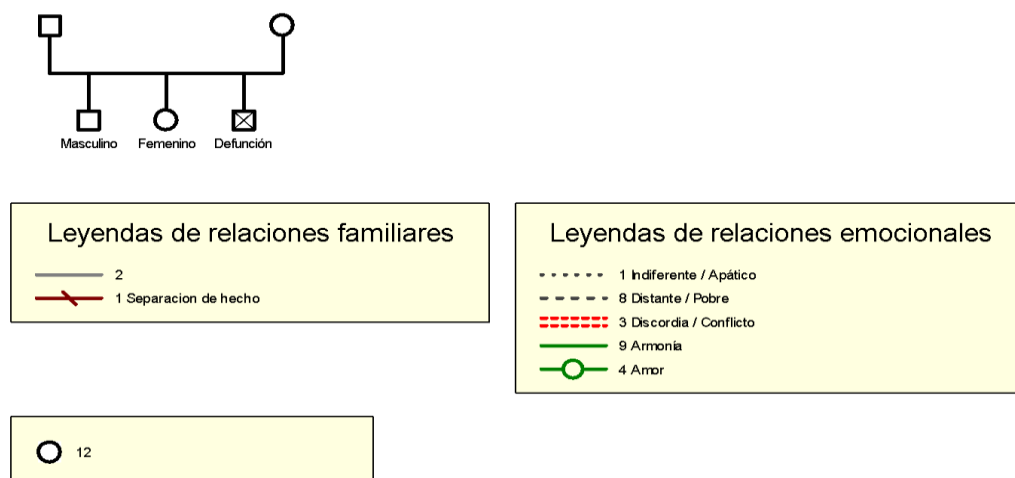 Masculino Femenino Defunción
Leyendas de relaciones familiares
2
1 Separacion de hecho
Leyendas de relaciones emocionales
1 Indiferente / Apático
8 Distante / Pobre
3 Discordia / Conflicto
9 Armonía
4 Amor
12